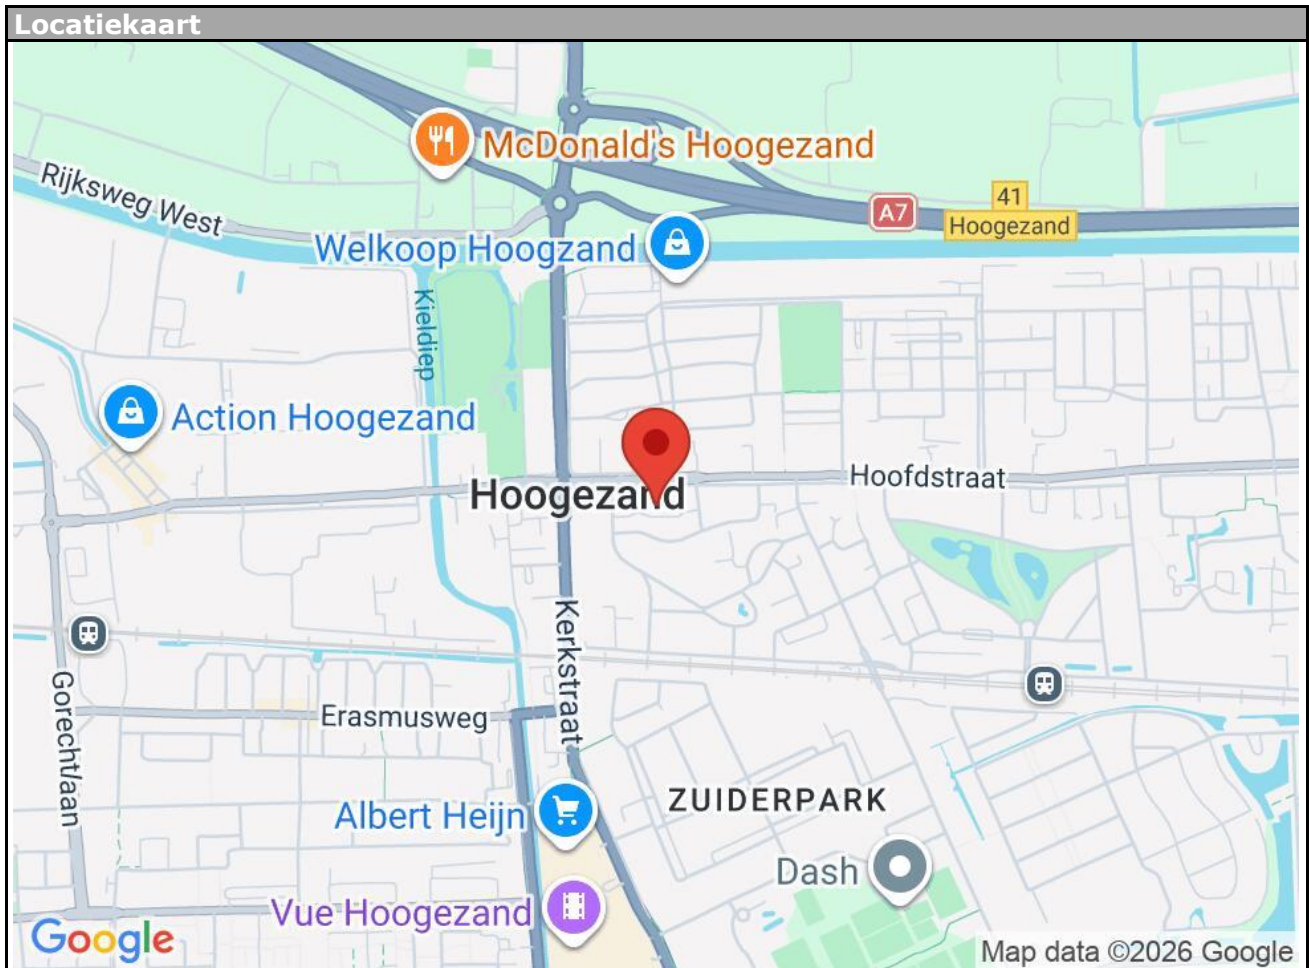 Locatiekaart
McDonald's Hoogezand
Rijksweg West
41
A7
Hoogezand
Welkoop Hoogzand
Kieldiep
Action Hoogezand
Hoofdstraat
Hoogezand
Kerkstraat
Gorechtlaan
Erasmusweg
ZUIDERPARK
Albert Heijn
Dash
Vue Hoogezand
Google
Map data ©2026 Google